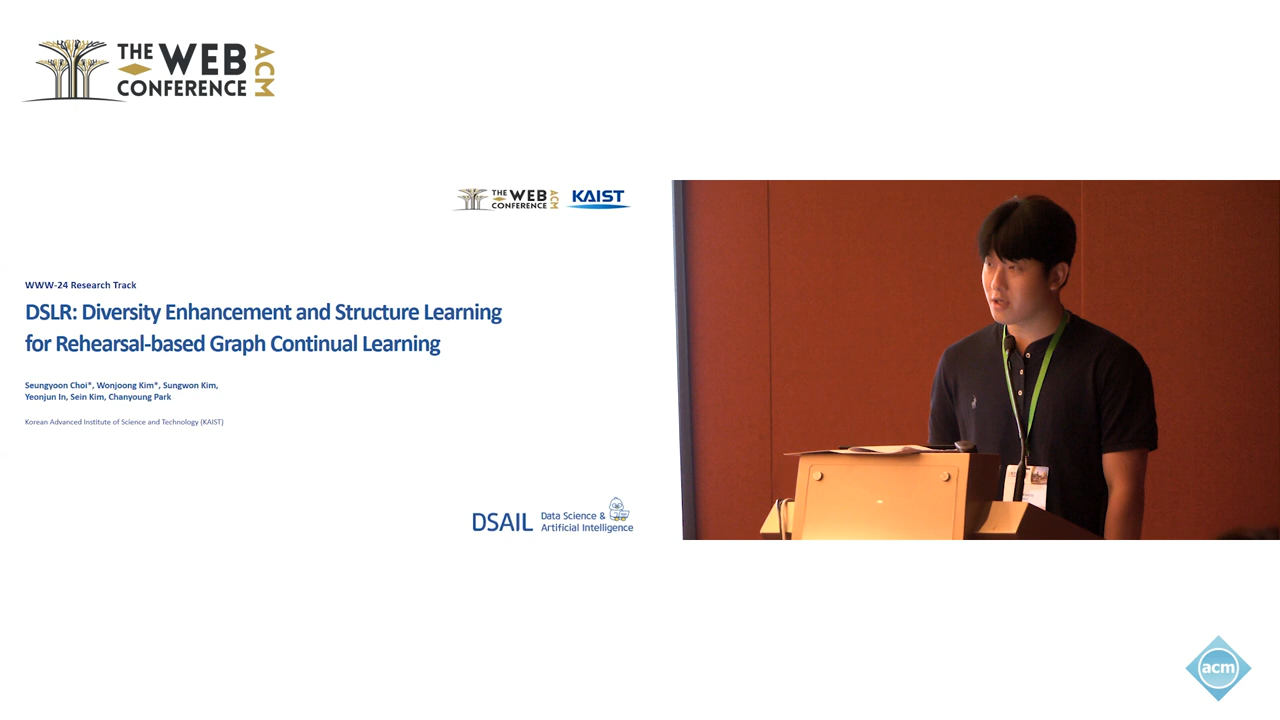 THE WEB
CONFERENCE
ACM
THE WEB
CONFERENCE
ACM
KAIST
WWW-24 Research Track
DSLR: Diversity Enhancement and Structure Learning
for Rehearsal-based Graph Continual Learning
Seungyoon Choi*, Wonjoong Kim*, Sungwon Kim,
Yeonjun In, Sein Kim, Chanyoung Park
Korean Advanced Institute of Science and Technology (KAIST)
DSAIL
Data Science &
Artificial Intelligence
acm